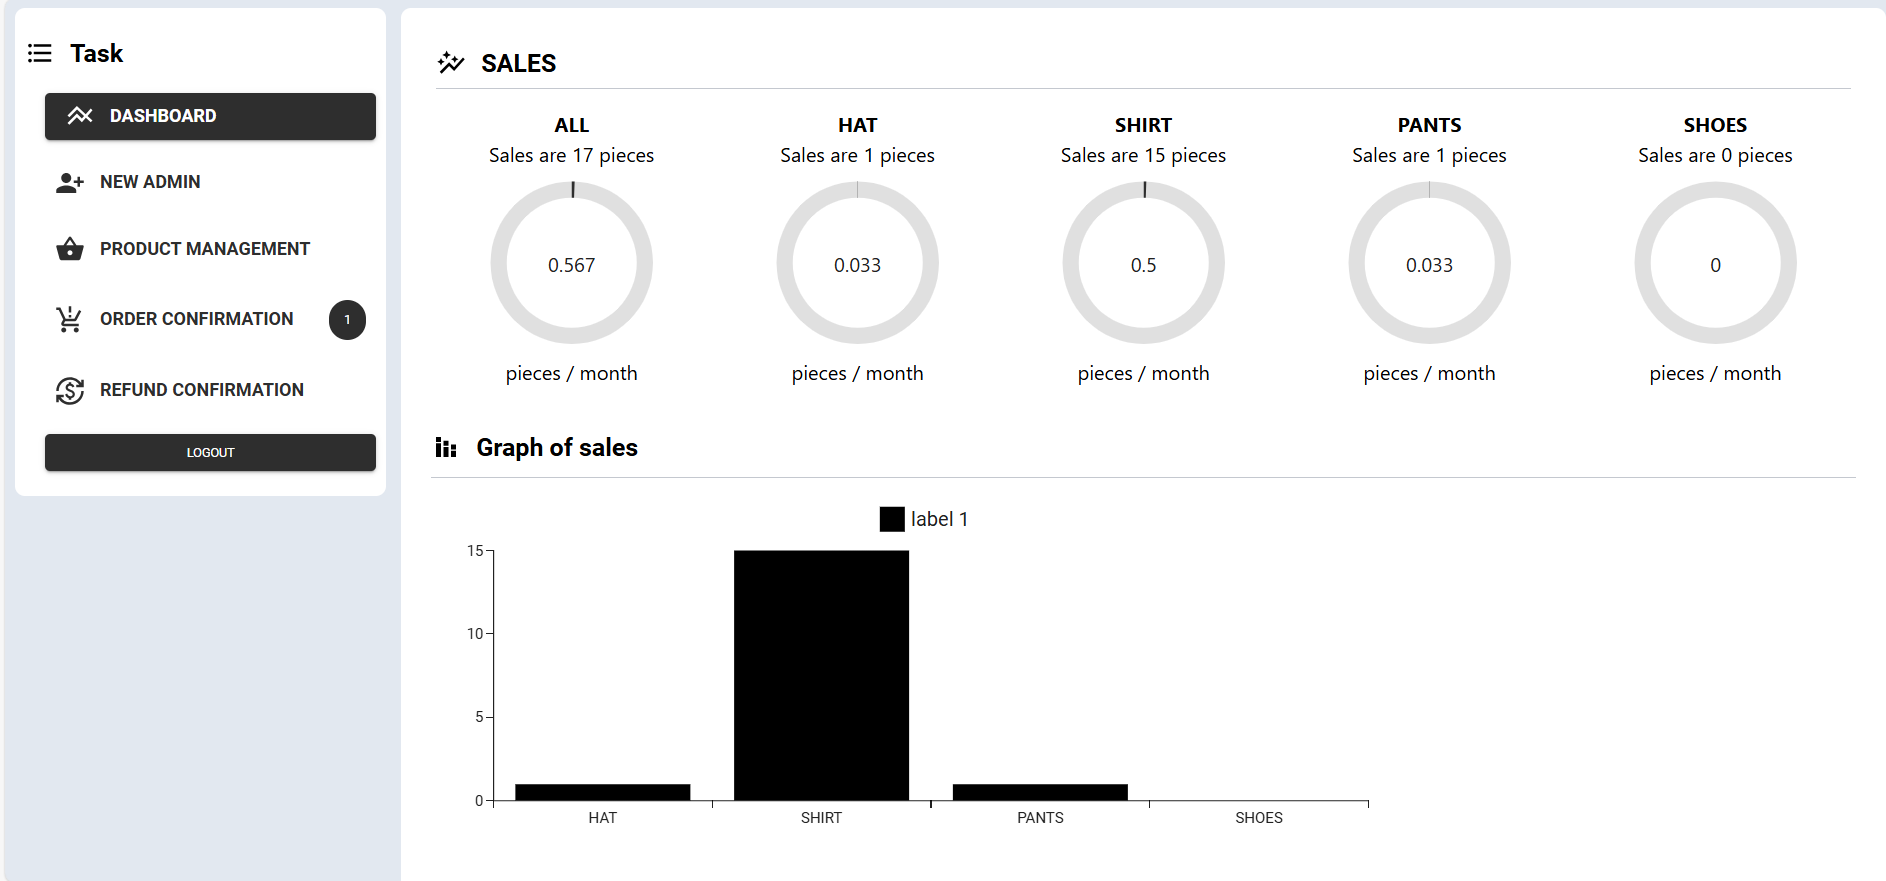 Task
DASHBOARD
NEW ADMIN
PRODUCT MANAGEMENT
ORDER CONFIRMATION 1
REFUND CONFIRMATION
LOGOUT
SALES
ALL
Sales are 17 pieces
0.567
pieces / month
HAT
Sales are 1 pieces
0.033
pieces / month
SHIRT
Sales are 15 pieces
0.5
pieces / month
PANTS
Sales are 1 pieces
0.033
pieces / month
SHOES
Sales are 0 pieces
0
pieces / month
Graph of sales
label 1
15
10
5
0
HAT SHIRT PANTS SHOES